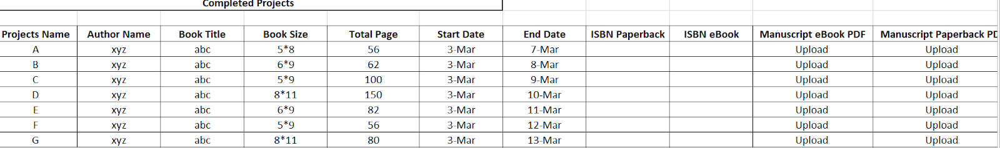 Completed Projects
Projects Name Author Name Book Title Book Size Total Page Start Date End Date ISBN Paperback ISBN eBook Manuscript eBook PDF Manuscript Paperback
A xyz abc 5*8 56 3-Mar 7-Mar Upload Upload
B xyz abc 6*9 62 3-Mar 8-Mar Upload Upload
C xyz abc 5*9 100 3-Mar 9-Mar Upload Upload
D xyz abc 8*11 150 3-Mar 10-Mar Upload Upload
E xyz abc 6*9 82 3-Mar 11-Mar Upload Upload
F xyz abc 5*9 56 3-Mar 12-Mar Upload Upload
G xyz abc 8*11 80 3-Mar 13-Mar Upload Upload